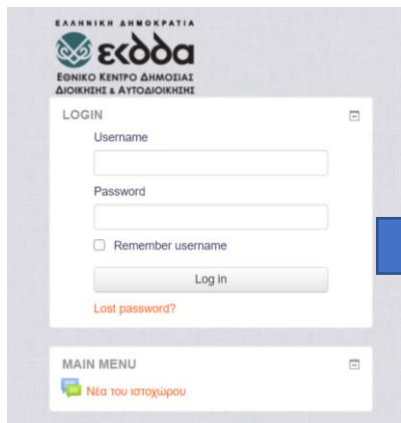 ΕΛΛΗΝΙΚΗ ΔΗΜΟΚΡΑΤΙΑ
εκδδα
ΕΘΝΙΚΟ ΚΕΝΤΡΟ ΔΗΜΟΣΙΑΣ
ΔΙΟΙΚΗΣΗΣ & ΑΥΤΟΔΙΟΙΚΗΣΗΣ
LOGIN
Username
Password
Remember username
Log in
Lost password?
MAIN MENU
Νέα του ιστοχώρου